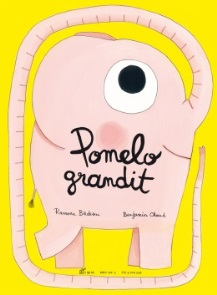 Pomelo
grandit
Ramona Bădescu
Benjamin Chaud